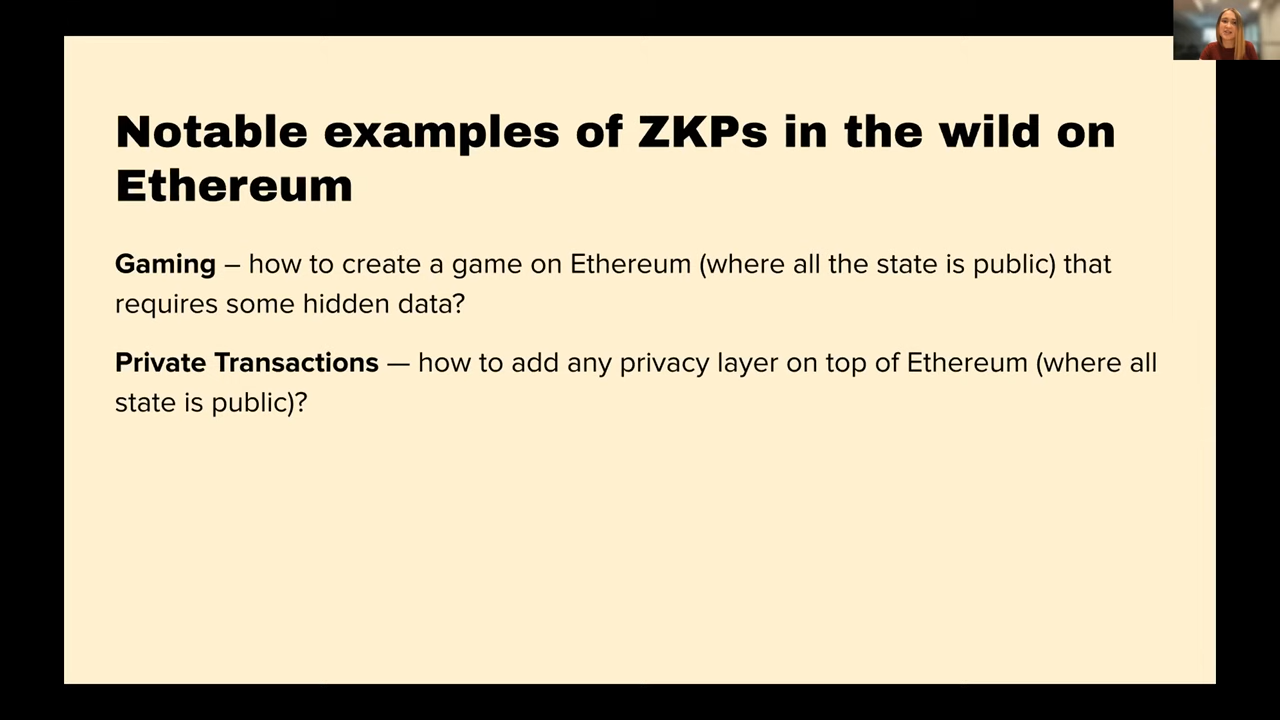 Notable examples of ZKPs in the wild on
Ethereum
Gaming – how to create a game on Ethereum (where all the state is public) that
requires some hidden data?
Private Transactions — how to add any privacy layer on top of Ethereum (where all
state is public)?